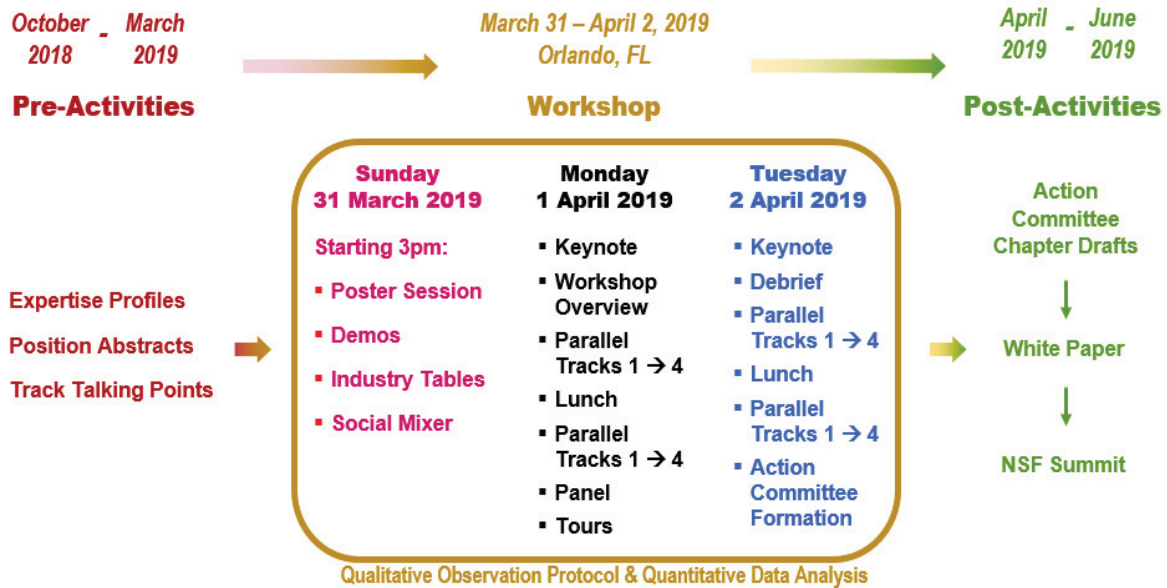 October 2018 - March 2019
March 31 – April 2, 2019
Orlando, FL
April 2019 - June 2019
Pre-Activities
Workshop
Post-Activities
Expertise Profiles
Position Abstracts
Track Talking Points
Sunday
31 March 2019
Starting 3pm:
▪ Poster Session
▪ Demos
▪ Industry Tables
▪ Social Mixer
Monday
1 April 2019
▪ Keynote
▪ Workshop
Overview
▪ Parallel
Tracks 1 → 4
▪ Lunch
▪ Parallel
Tracks 1 → 4
▪ Panel
▪ Tours
Tuesday
2 April 2019
▪ Keynote
▪ Debrief
▪ Parallel
Tracks 1 → 4
▪ Lunch
▪ Parallel
Tracks 1 → 4
▪ Action
Committee
Formation
Action
Committee
Chapter Drafts
White Paper
NSF Summit
Qualitative Observation Protocol & Quantitative Data Analysis